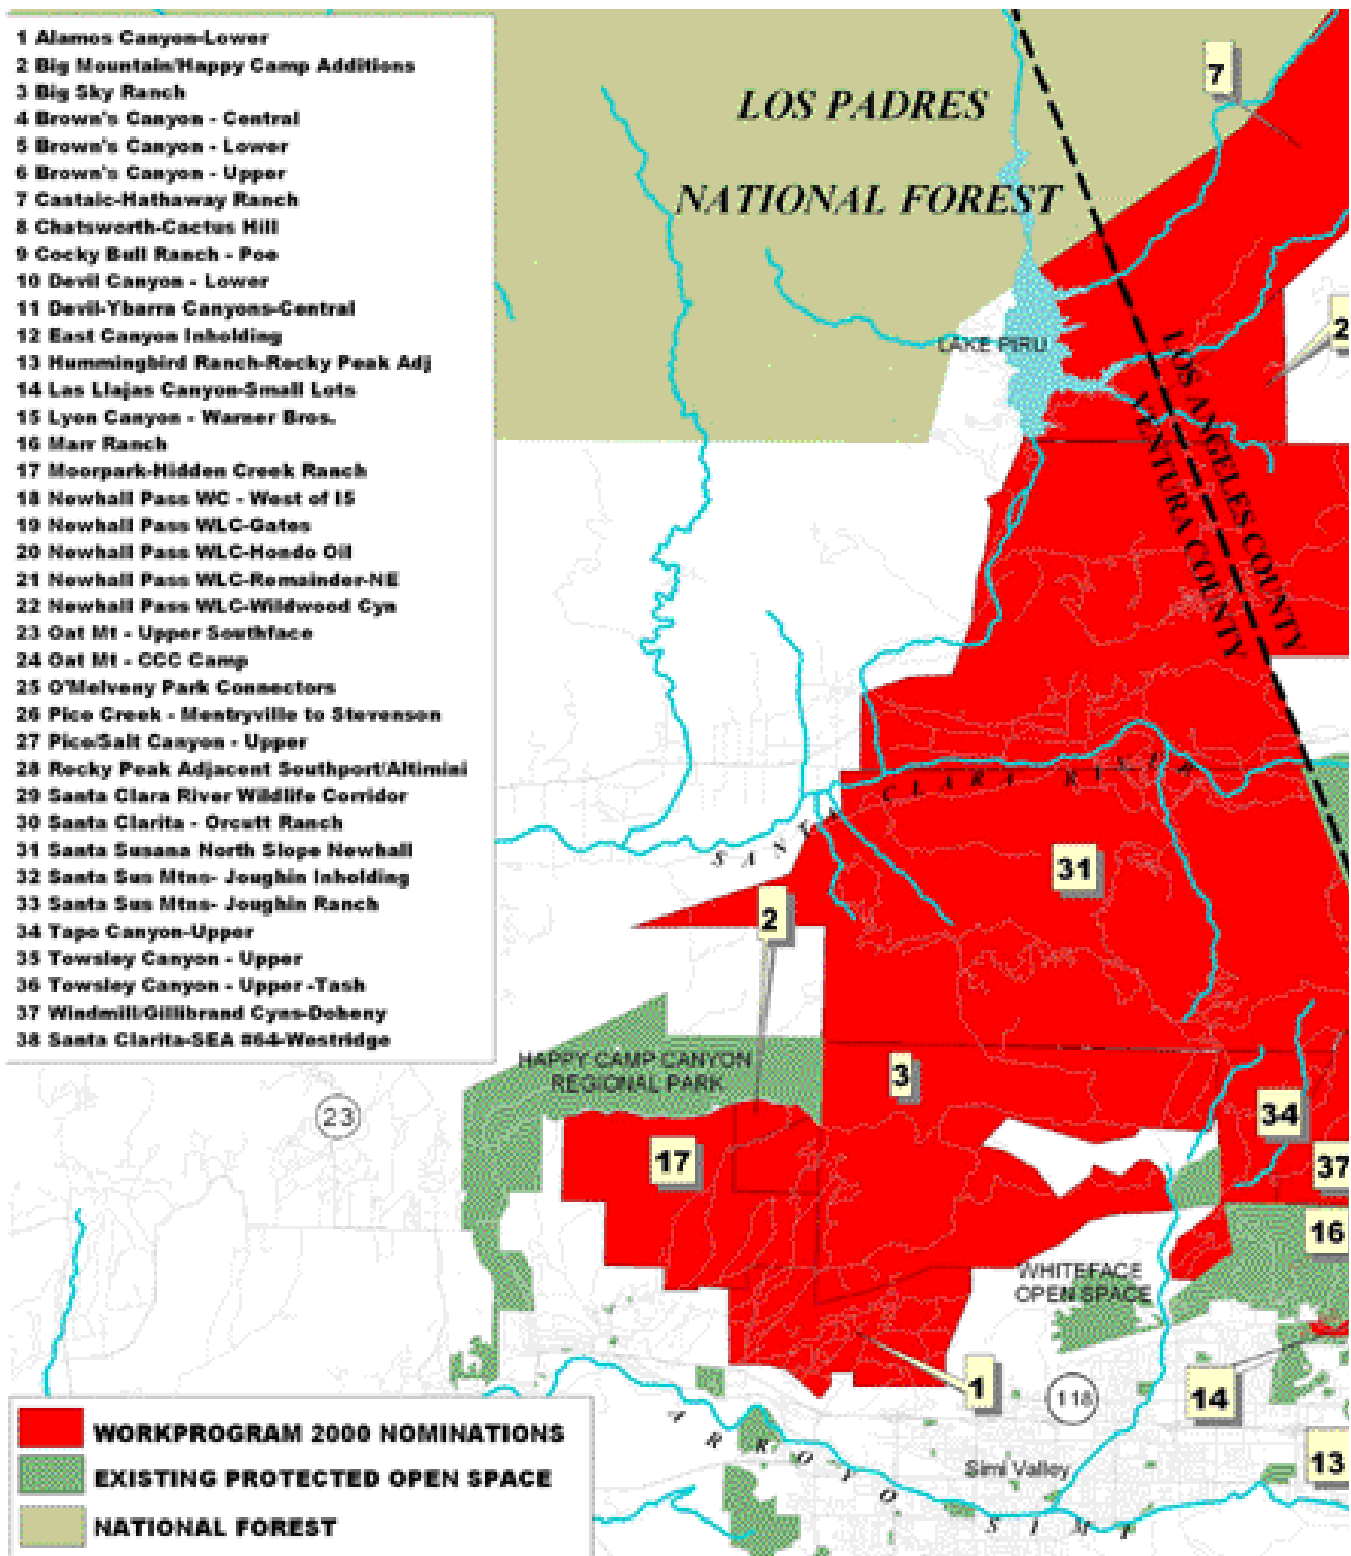 1 Alamos Canyon-Lower
2 Big Mountain/Happy Camp Additions
3 Big Sky Ranch
4 Brown's Canyon - Central
5 Brown's Canyon - Lower
6 Brown's Canyon - Upper
7 Castaic-Hathaway Ranch
8 Chatsworth-Cactus Hill
9 Cocky Bull Ranch - Poe
10 Devil Canyon - Lower
11 Devil-Ybarra Canyons-Central
12 East Canyon Inholding
13 Hummingbird Ranch-Rocky Peak Adj
14 Las Llajas Canyon-Small Lots
15 Lyon Canyon - Warner Bros.
16 Marr Ranch
17 Moorpark-Hidden Creek Ranch
18 Newhall Pass WC - West of I5
19 Newhall Pass WLC-Gates
20 Newhall Pass WLC-Hondo Oil
21 Newhall Pass WLC-Remainder-NE
22 Newhall Pass WLC-Wildwood Cyn
23 Oat Mt - Upper Southface
24 Oat Mt - CCC Camp
25 O'Melveny Park Connectors
26 Pico Creek - Mentryville to Stevenson
27 Pico/Salt Canyon - Upper
28 Rocky Peak Adjacent Southport/Altimini
29 Santa Clara River Wildlife Corridor
30 Santa Clarita - Orcutt Ranch
31 Santa Susana North Slope Newhall
32 Santa Sus Mtns- Joughin Inholding
33 Santa Sus Mtns- Joughin Ranch
34 Tapo Canyon-Upper
35 Towsley Canyon - Upper
36 Towsley Canyon - Upper -Tash
37 Windmill/Gillibrand Cyns-Doheny
38 Santa Clarita-SEA #64-Westridge
LOS PADRES
NATIONAL FOREST
7
2
LAKE PIRU
LOS ANGELES COUNTY
VENTURA COUNTY
SANTA CLARA RIVER
31
2
HAPPY CAMP CANYON
REGIONAL PARK
3
34
23
17
37
16
WHITEFACE
OPEN SPACE
1
118
14
13
Simi Valley
ARROYO SIMI
WORKPROGRAM 2000 NOMINATIONS
EXISTING PROTECTED OPEN SPACE
NATIONAL FOREST